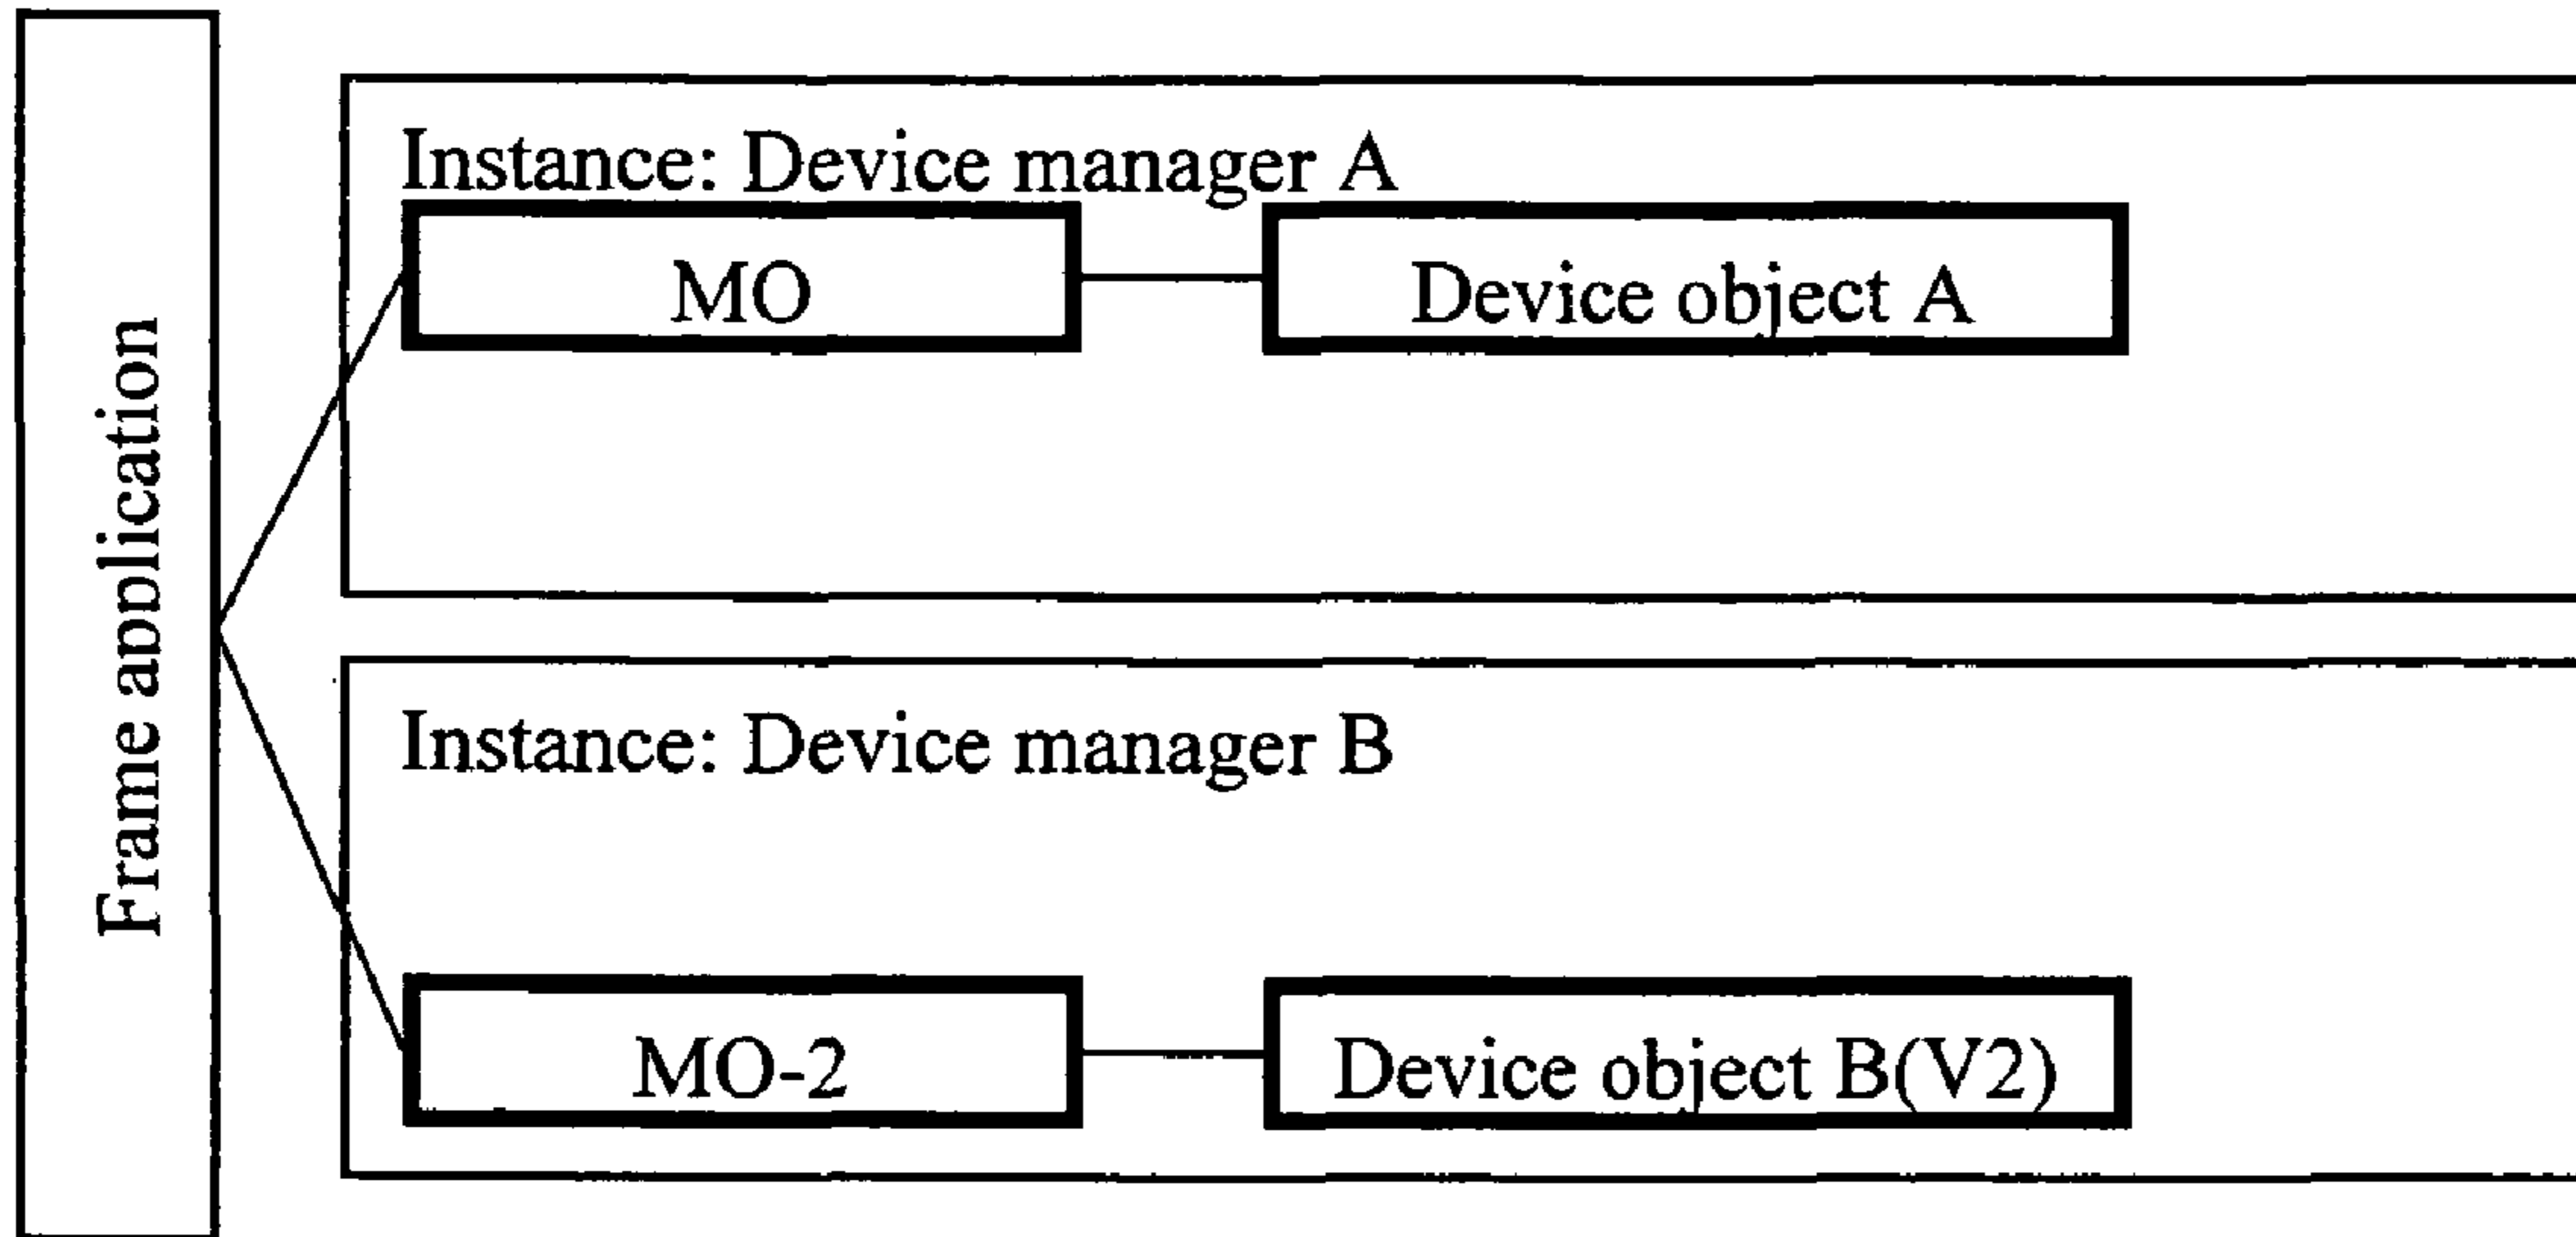 Frame application
Instance: Device manager A
MO
Device object A
Instance: Device manager B
MO-2
Device object B(V2)